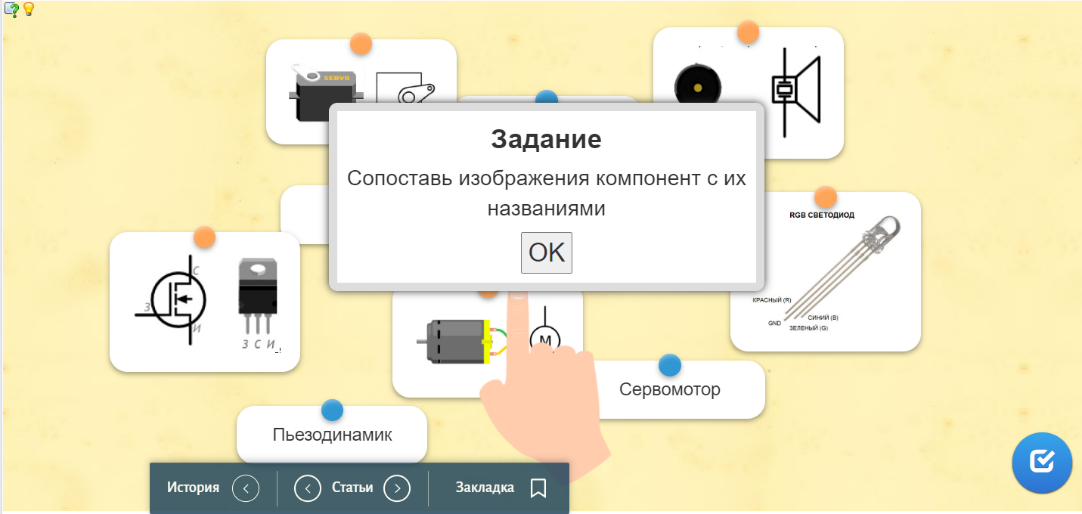 SERVO
Задание
Сопоставь изображения компонент с их
названиями
OK
RGB СВЕТОДИОД
КРАСНЫЙ (R)
GND
СИНИЙ (B)
ЗЕЛЕНЫЙ (G)
С
З
И
З С И
M
Сервомотор
Пьезодинамик
История
Статьи
Закладка